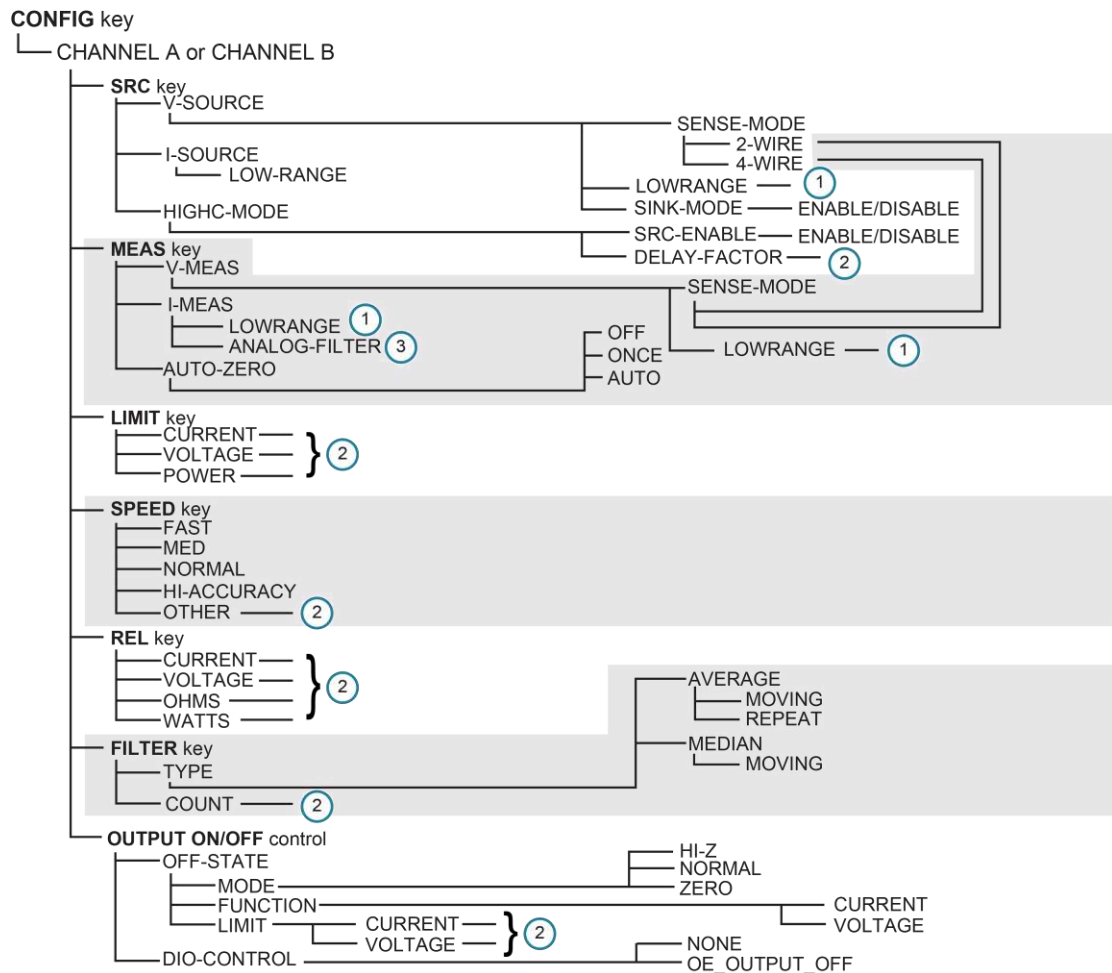 CONFIG key
CHANNEL A or CHANNEL B
SRC key
V-SOURCE
SENSE-MODE
2-WIRE
4-WIRE
I-SOURCE
LOW-RANGE
LOWRANGE 1
SINK-MODE ENABLE/DISABLE
HIGHC-MODE
SRC-ENABLE ENABLE/DISABLE
DELAY-FACTOR 2
MEAS key
V-MEAS
SENSE-MODE
LOWRANGE 1
I-MEAS
LOWRANGE 1
ANALOG-FILTER 3
AUTO-ZERO
OFF
ONCE
AUTO
LIMIT key
CURRENT
VOLTAGE
POWER
} 2
SPEED key
FAST
MED
NORMAL
HI-ACCURACY
OTHER 2
REL key
CURRENT
VOLTAGE
OHMS
WATTS
} 2
FILTER key
TYPE
AVERAGE
MOVING
REPEAT
MEDIAN
MOVING
COUNT 2
OUTPUT ON/OFF control
OFF-STATE
MODE
HI-Z
NORMAL
ZERO
FUNCTION
CURRENT
VOLTAGE
LIMIT
CURRENT
VOLTAGE
} 2
DIO-CONTROL
NONE
OE_OUTPUT_OFF